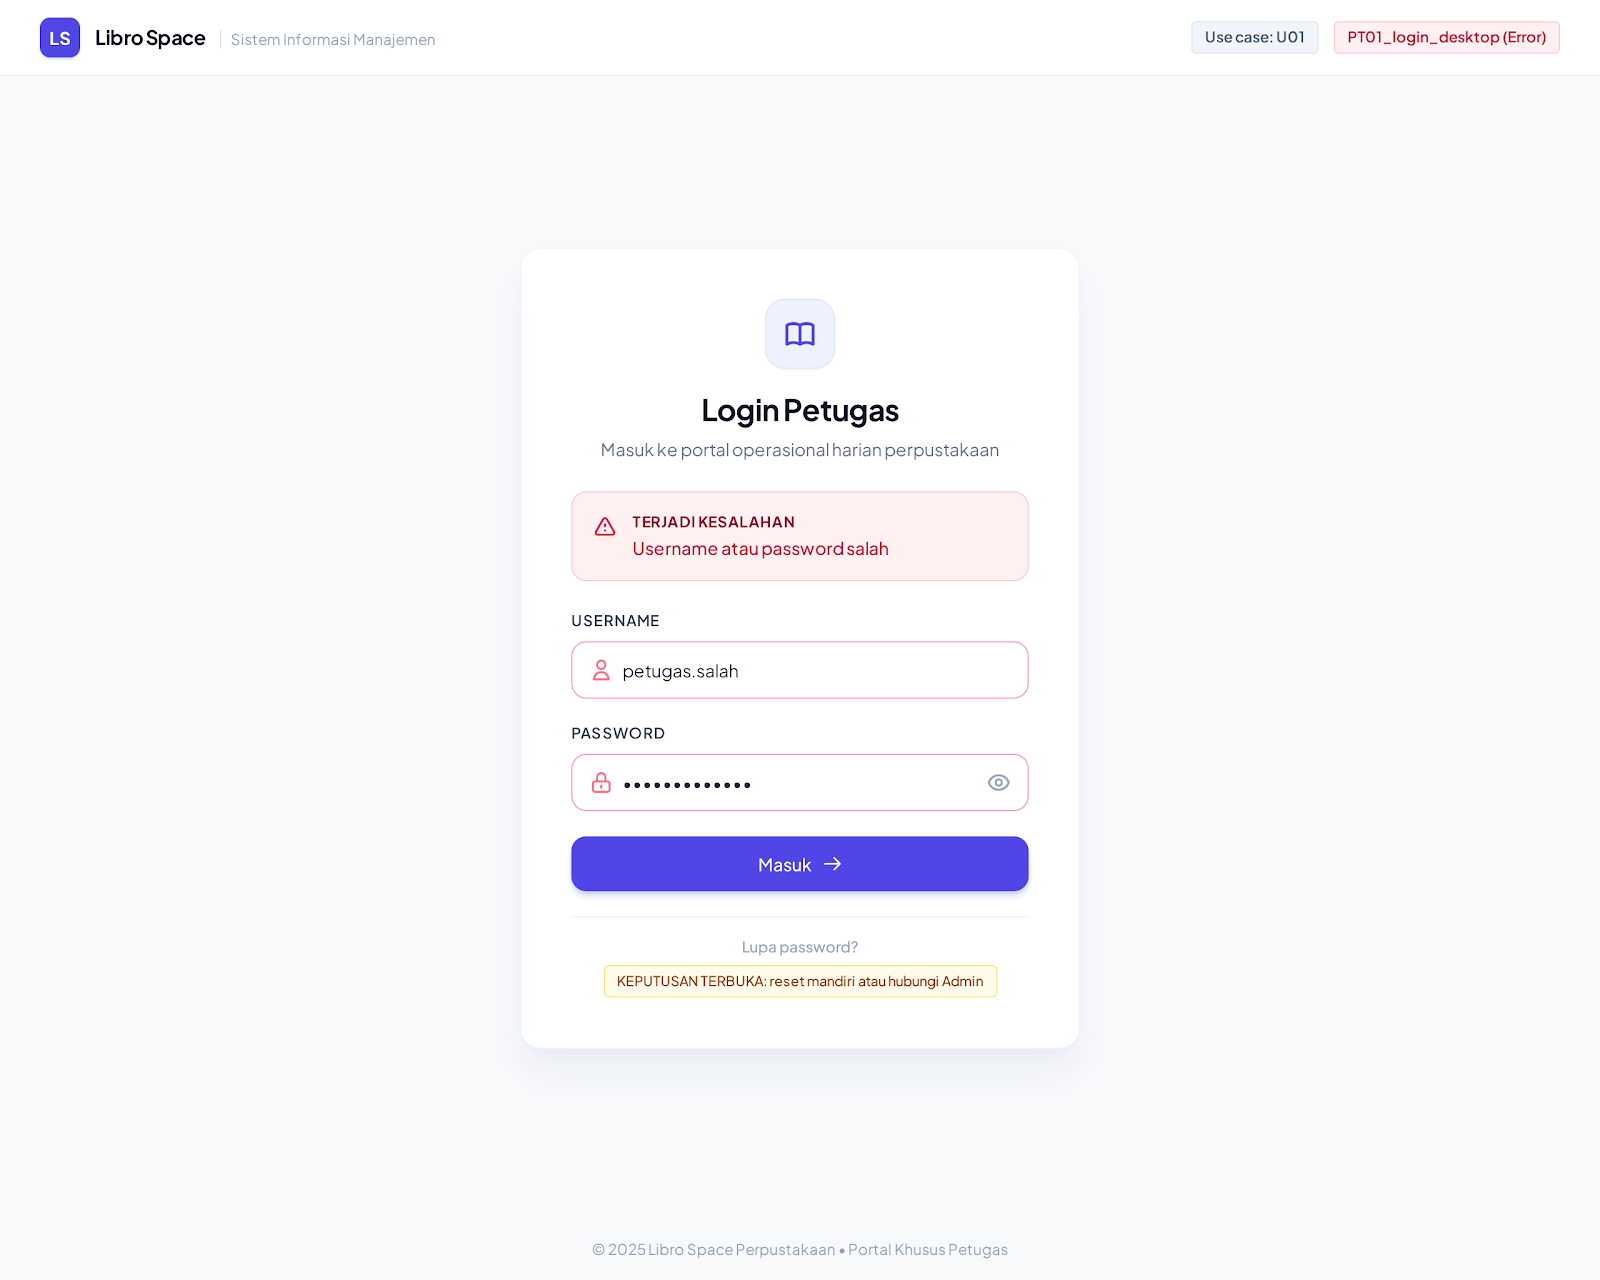 LS
Libro Space
Sistem Informasi Manajemen
Use case: U01
PT01_login_desktop (Error)
Login Petugas
Masuk ke portal operasional harian perpustakaan
TERJADI KESALAHAN
Username atau password salah
USERNAME
petugas.salah
PASSWORD
•••••••••••••
Masuk →
Lupa password?
KEPUTUSAN TERBUKA: reset mandiri atau hubungi Admin
© 2025 Libro Space Perpustakaan • Portal Khusus Petugas